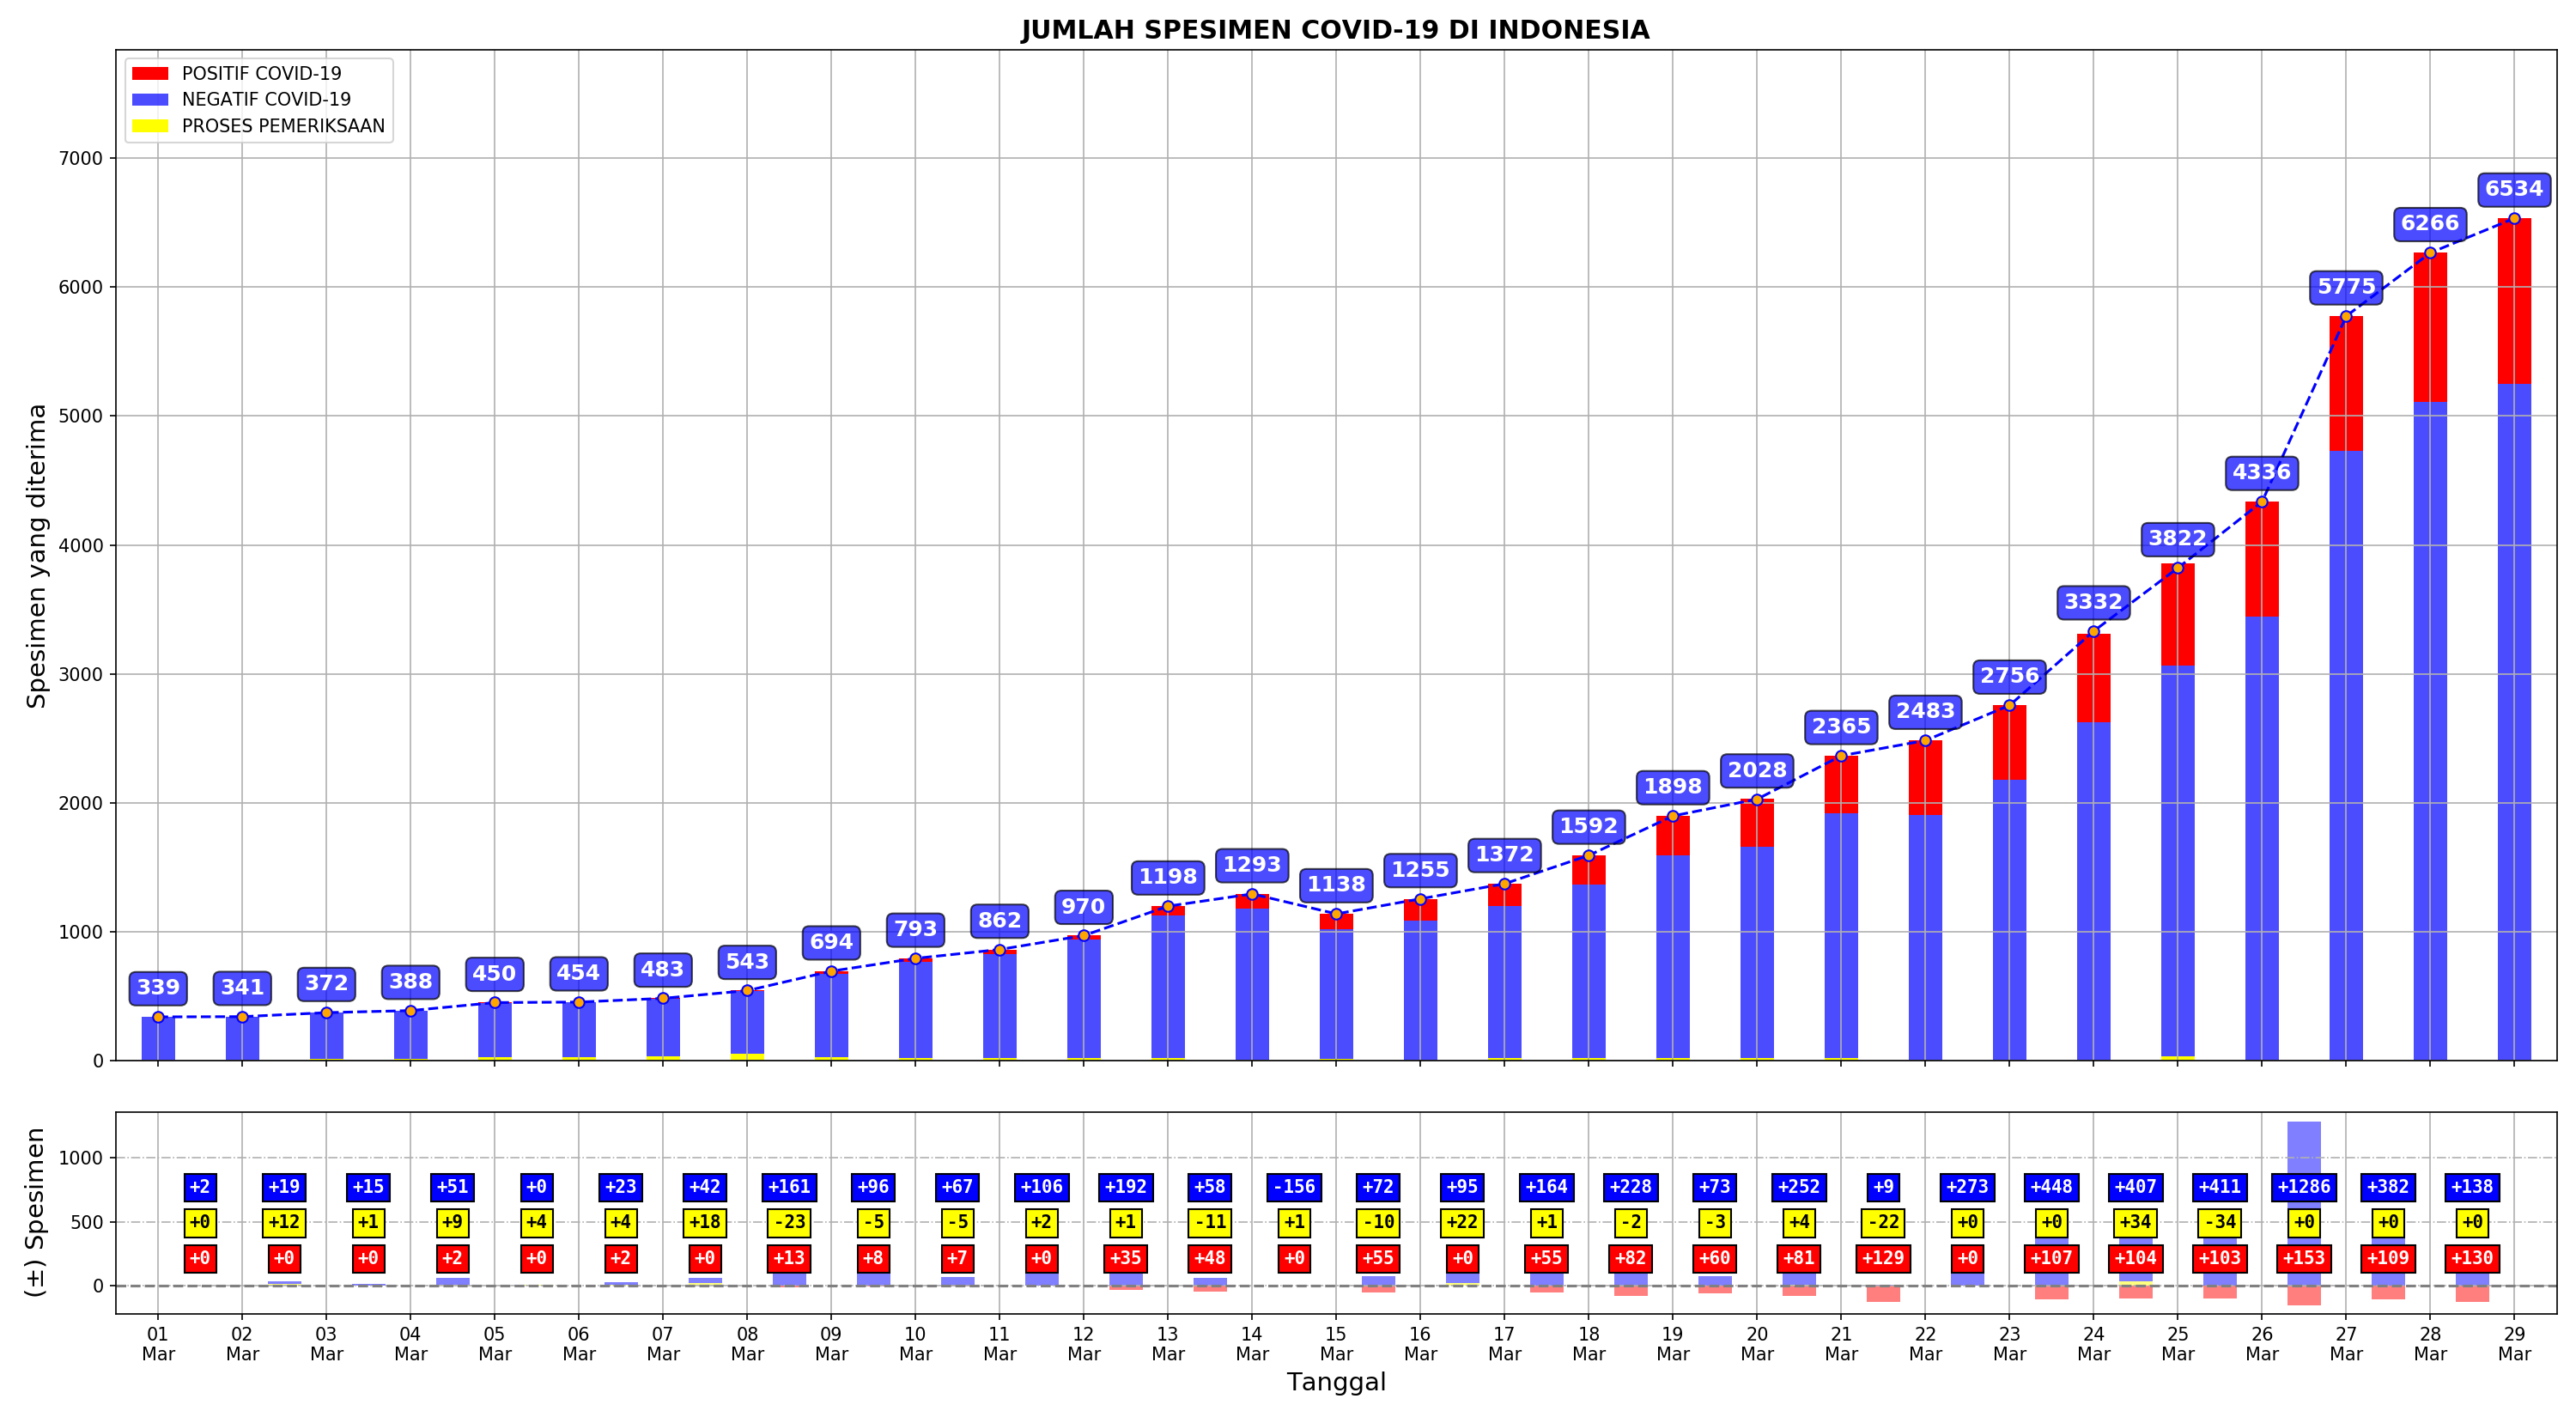 JUMLAH SPESIMEN COVID-19 DI INDONESIA
POSITIF COVID-19
NEGATIF COVID-19
PROSES PEMERIKSAAN
Spesimen yang diterima
7000
6000
5000
4000
3000
2000
1000
0
339 341 372 388 450 454 483 543 694 793 862 970 1198 1293 1138 1255 1372 1592 1898 2028 2365 2483 2756 3332 3822 4336 5775 6266 6534
(±) Spesimen
1000
500
0
+2 +19 +15 +51 +0 +23 +42 +161 +96 +67 +106 +192 +58 -156 +72 +95 +164 +228 +73 +252 +9 +273 +448 +407 +411 +1286 +382 +138
+0 +12 +1 +9 +4 +4 +18 -23 -5 -5 +2 +1 -11 +1 -10 +22 +1 -2 -3 +4 -22 +0 +0 +34 -34 +0 +0 +0
+0 +0 +0 +2 +0 +2 +0 +13 +8 +7 +0 +35 +48 +0 +55 +0 +55 +82 +60 +81 +129 +0 +107 +104 +103 +153 +109 +130
01 02 03 04 05 06 07 08 09 10 11 12 13 14 15 16 17 18 19 20 21 22 23 24 25 26 27 28 29
Mar Mar Mar Mar Mar Mar Mar Mar Mar Mar Mar Mar Mar Mar Mar Mar Mar Mar Mar Mar Mar Mar Mar Mar Mar Mar Mar Mar Mar
Tanggal